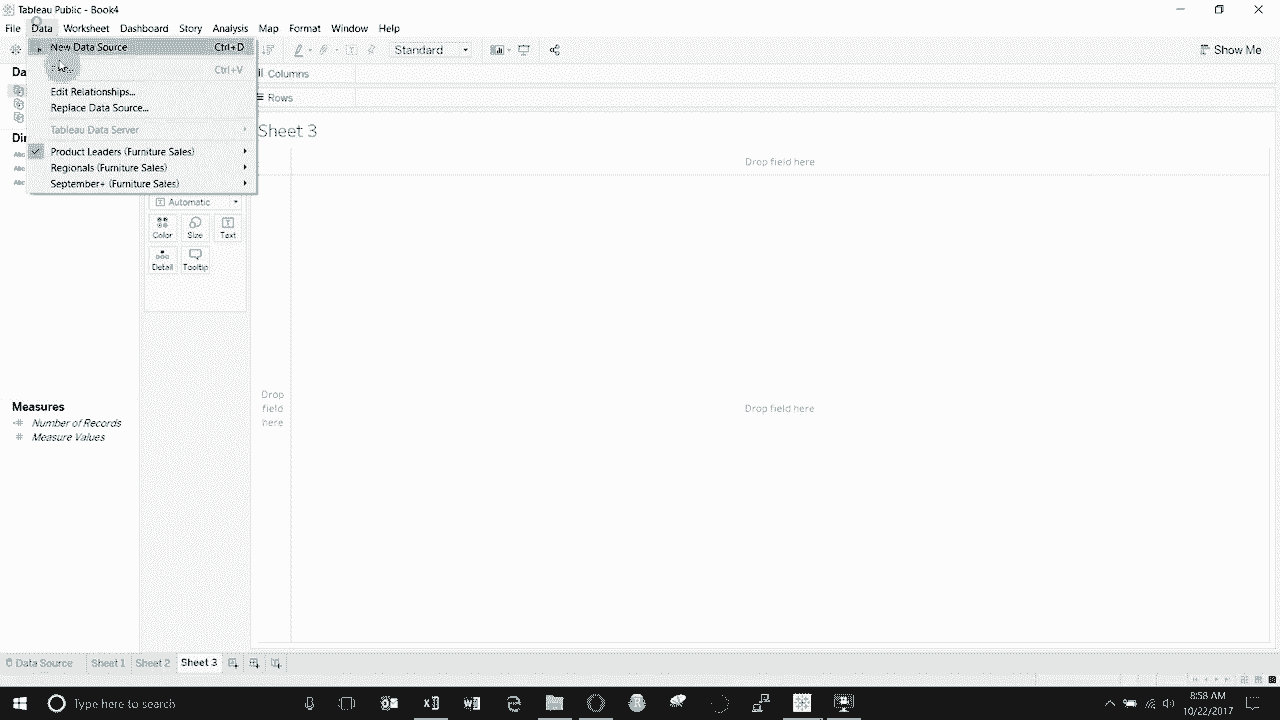 Tableau Public - Book4
File Data Worksheet Dashboard Story Analysis Map Format Window Help
New Data Source Ctrl+D
Standard
Show Me
Da
Ctrl+V
Columns
Edit Relationships...
Rows
Replace Data Source...
Tableau Data Server
Sheet 3
Product Leaders (Furniture Sales)
Regionals (Furniture Sales)
September+ (Furniture Sales)
Di
Abc
Abc
Abc
Drop field here
Automatic
Color Size Text
Detail Tooltip
Drop
field
here
Drop field here
Measures
Number of Records
Measure Values
Data Source Sheet 1 Sheet 2 Sheet 3
Type here to search
8:58 AM
10/22/2017